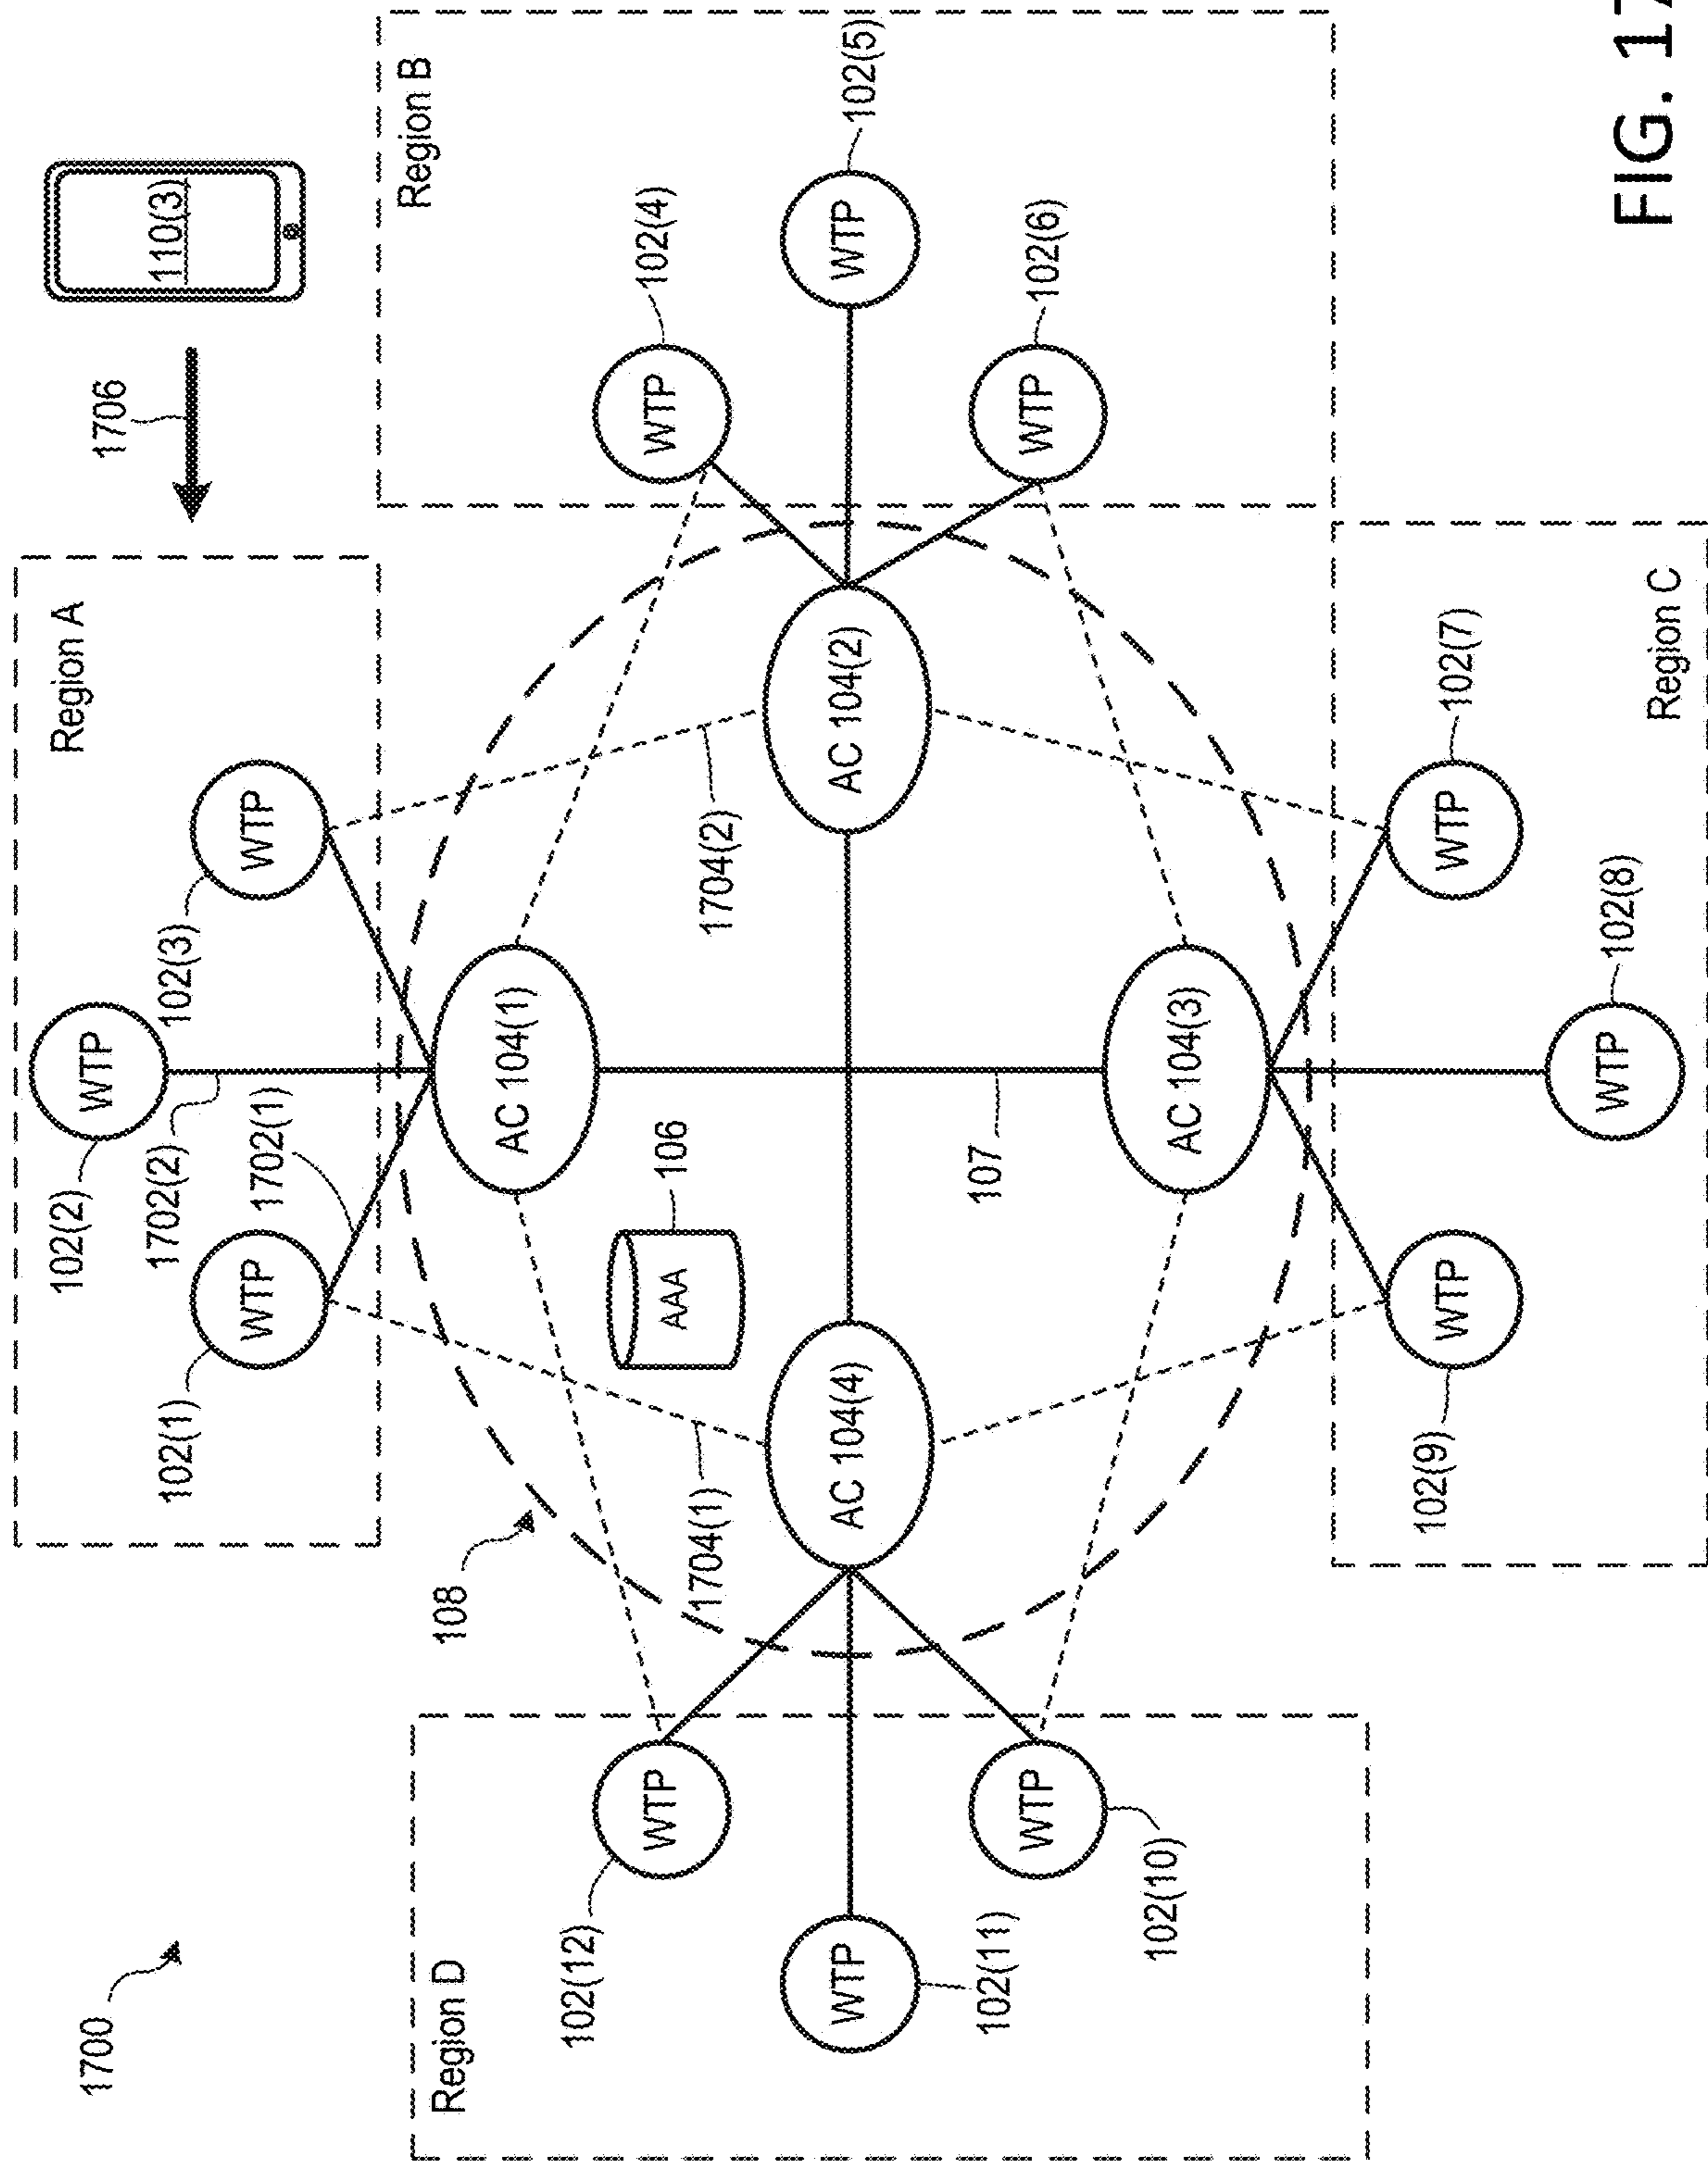 1700
108
Region A
102(1)
WTP
102(2)
WTP
1702(2)
1702(1)
102(3)
WTP
1706
110(3)
Region B
102(4)
WTP
WTP
102(5)
WTP
102(6)
AC 104(1)
AAA
106
1704(1)
1704(2)
AC 104(4)
AC 104(2)
107
AC 104(3)
Region D
102(12)
WTP
WTP
102(11)
WTP
102(10)
WTP
102(9)
WTP
102(8)
WTP
102(7)
Region C
FIG. 17